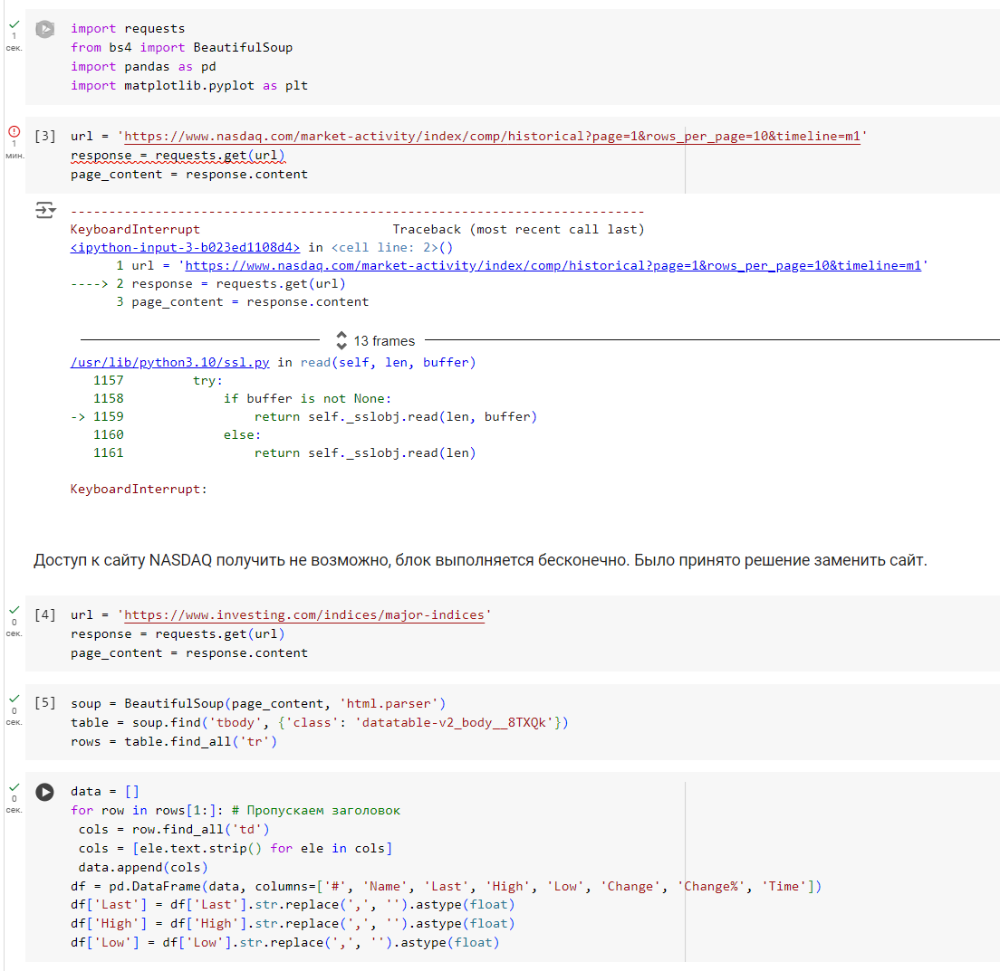 1
сек.
import requests
from bs4 import BeautifulSoup
import pandas as pd
import matplotlib.pyplot as plt
1
мин.
[3] url = 'https://www.nasdaq.com/market-activity/index/comp/historical?page=1&rows_per_page=10&timeline=m1'
response = requests.get(url)
page_content = response.content
---------------------------------------------------------------------------
KeyboardInterrupt                         Traceback (most recent call last)
<ipython-input-3-b023ed1108d4> in <cell line: 2>()
      1 url = 'https://www.nasdaq.com/market-activity/index/comp/historical?page=1&rows_per_page=10&timeline=m1'
----> 2 response = requests.get(url)
      3 page_content = response.content
13 frames
/usr/lib/python3.10/ssl.py in read(self, len, buffer)
   1157         try:
   1158             if buffer is not None:
-> 1159                 return self._sslobj.read(len, buffer)
   1160             else:
   1161                 return self._sslobj.read(len)
KeyboardInterrupt:
Доступ к сайту NASDAQ получить не возможно, блок выполняется бесконечно. Было принято решение заменить сайт.
0
сек.
[4] url = 'https://www.investing.com/indices/major-indices'
response = requests.get(url)
page_content = response.content
0
сек.
[5] soup = BeautifulSoup(page_content, 'html.parser')
table = soup.find('tbody', {'class': 'datatable-v2_body__8TXQk'})
rows = table.find_all('tr')
0
сек.
data = []
for row in rows[1:]: # Пропускаем заголовок
 cols = row.find_all('td')
 cols = [ele.text.strip() for ele in cols]
 data.append(cols)
df = pd.DataFrame(data, columns=['#', 'Name', 'Last', 'High', 'Low', 'Change', 'Change%', 'Time'])
df['Last'] = df['Last'].str.replace(',', '').astype(float)
df['High'] = df['High'].str.replace(',', '').astype(float)
df['Low'] = df['Low'].str.replace(',', '').astype(float)